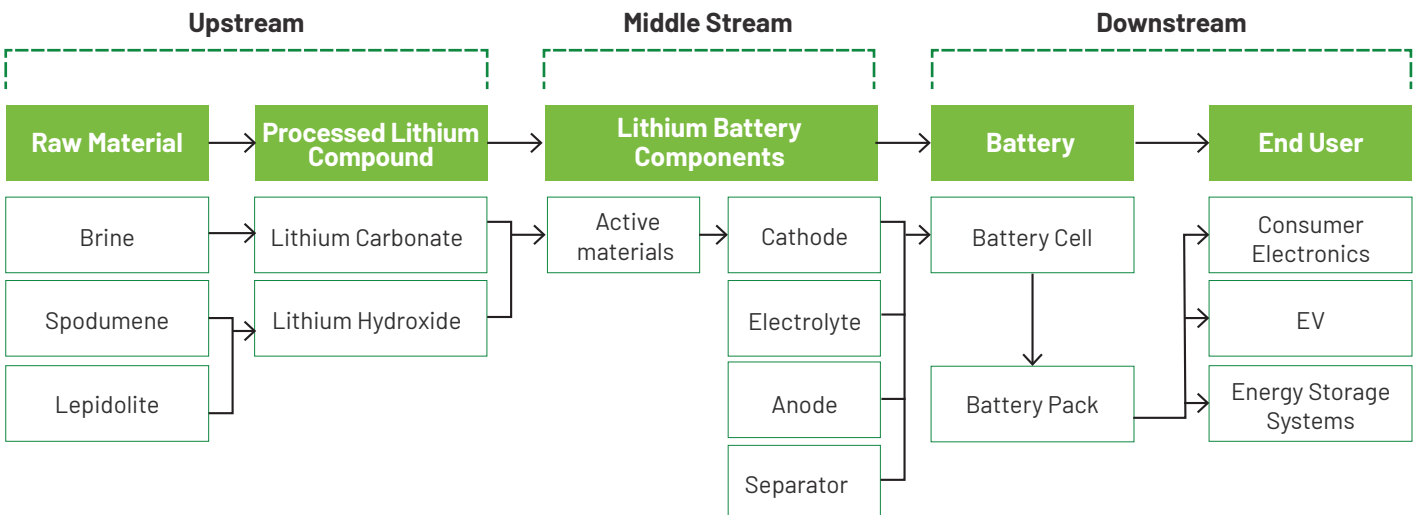 Upstream
Middle Stream
Downstream
Raw Material
Processed Lithium
Compound
Lithium Battery
Components
Battery
End User
Brine
Spodumene
Lepidolite
Lithium Carbonate
Lithium Hydroxide
Active
materials
Cathode
Electrolyte
Anode
Separator
Battery Cell
Battery Pack
Consumer
Electronics
EV
Energy Storage
Systems